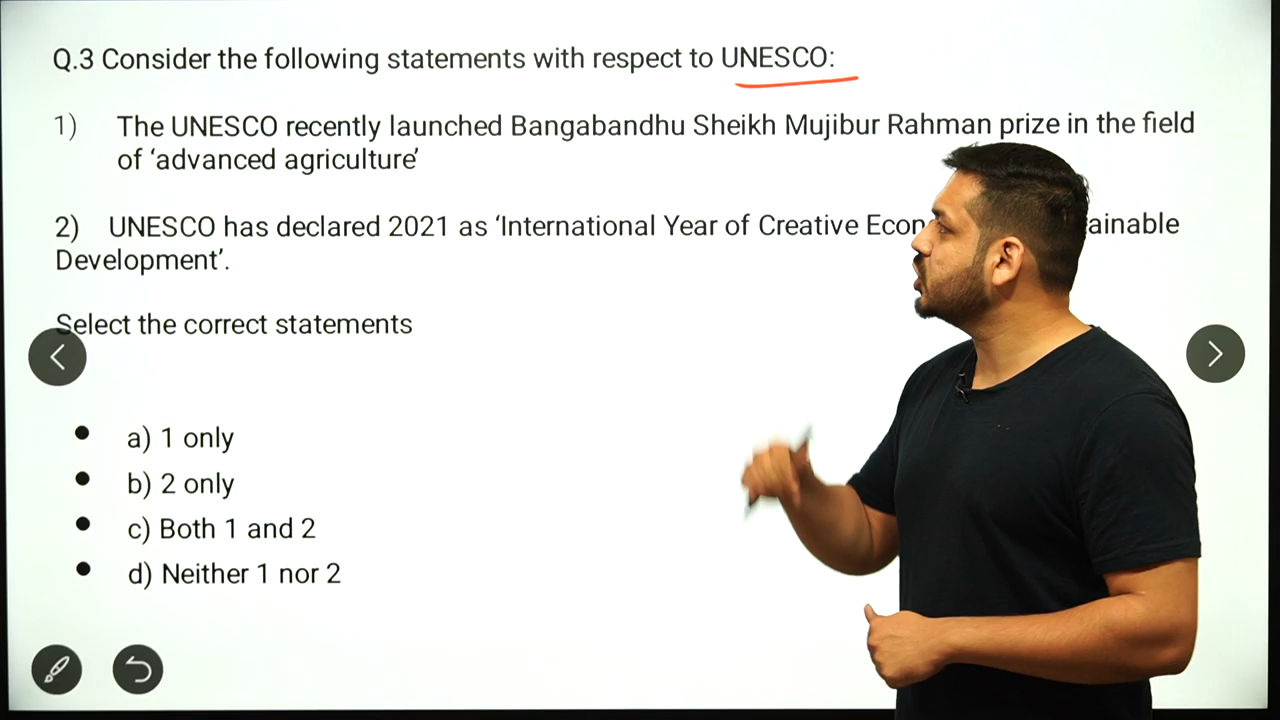 Q.3 Consider the following statements with respect to UNESCO:
1) The UNESCO recently launched Bangabandhu Sheikh Mujibur Rahman prize in the field
of ‘advanced agriculture’
2) UNESCO has declared 2021 as ‘International Year of Creative
Development’.
Select the correct statements
a) 1 only
b) 2 only
c) Both 1 and 2
d) Neither 1 nor 2